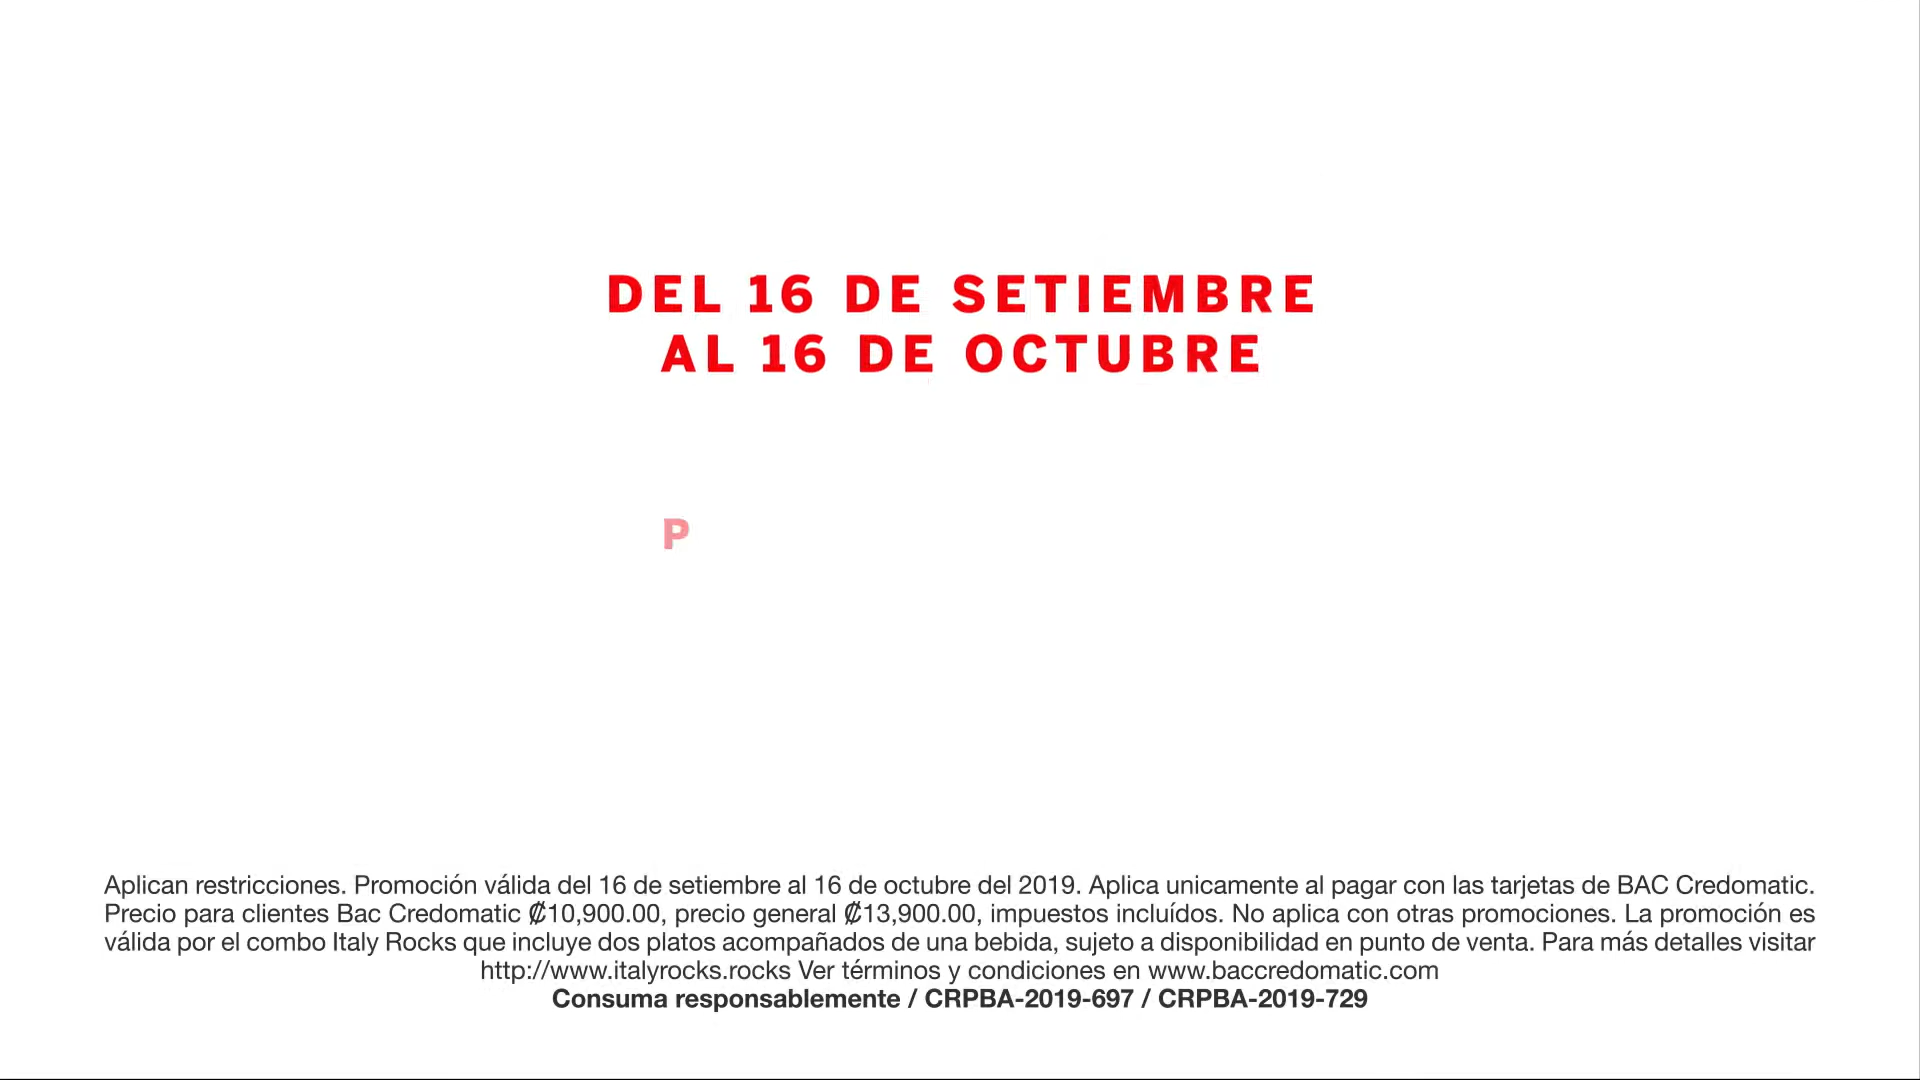 DEL 16 DE SETIEMBRE
AL 16 DE OCTUBRE
P
Aplican restricciones. Promoción válida del 16 de setiembre al 16 de octubre del 2019. Aplica unicamente al pagar con las tarjetas de BAC Credomatic.
Precio para clientes Bac Credomatic ₡10,900.00, precio general ₡13,900.00, impuestos incluídos. No aplica con otras promociones. La promoción es
válida por el combo Italy Rocks que incluye dos platos acompañados de una bebida, sujeto a disponibilidad en punto de venta. Para más detalles visitar
http://www.italyrocks.rocks Ver términos y condiciones en www.baccredomatic.com
Consuma responsablemente / CRPBA-2019-697 / CRPBA-2019-729